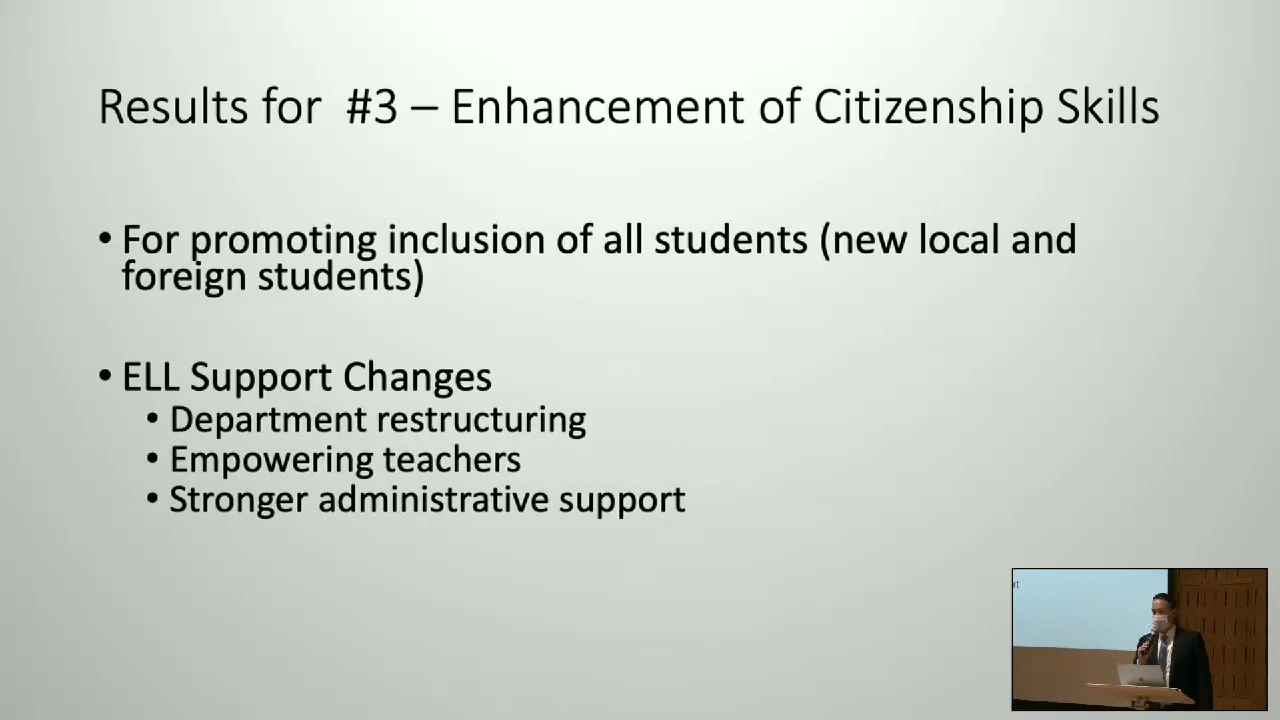 Results for  #3 – Enhancement of Citizenship Skills
• For promoting inclusion of all students (new local and
foreign students)
• ELL Support Changes
• Department restructuring
• Empowering teachers
• Stronger administrative support